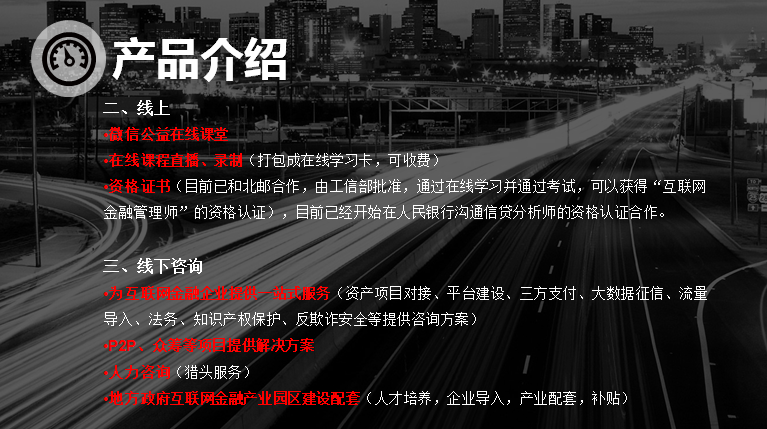 产品介绍
二、线上
•微信公益在线课堂
•在线课程直播、录制（打包成在线学习卡，可收费）
•资格证书（目前已和北邮合作，由工信部批准，通过在线学习并通过考试，可以获得“互联网
金融管理师”的资格认证），目前已经开始在人民银行沟通信贷分析师的资格认证合作。
三、线下咨询
•为互联网金融企业提供一站式服务（资产项目对接、平台建设、三方支付、大数据征信、流量
导入、法务、知识产权保护、反欺诈安全等提供咨询方案）
•P2P、众筹等项目提供解决方案
•人力咨询（猎头服务）
•地方政府互联网金融产业园区建设配套（人才培养，企业导入，产业配套，补贴）